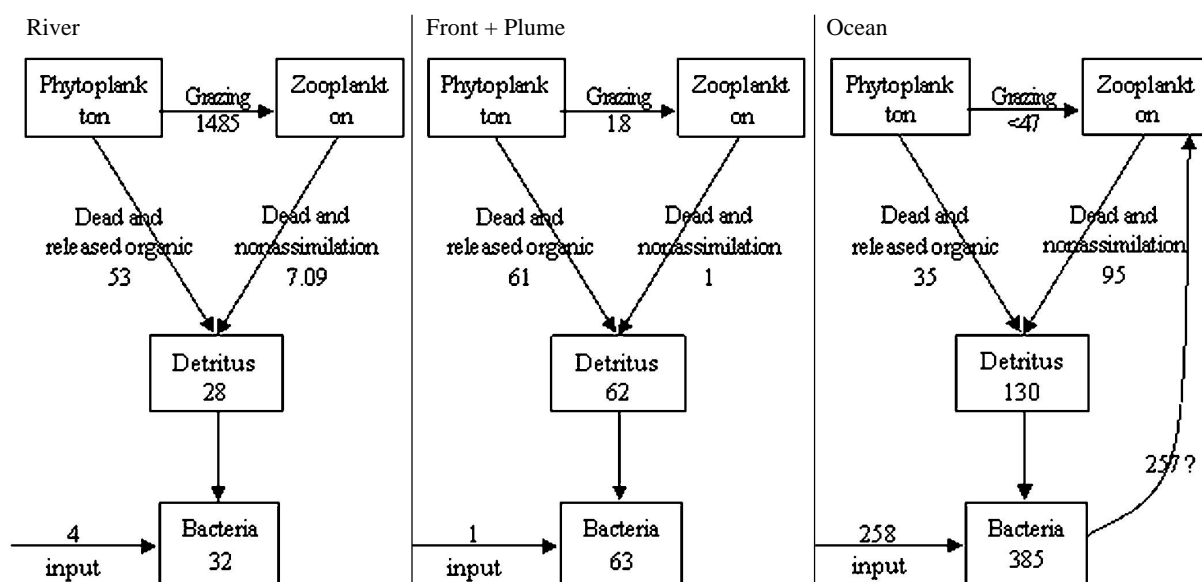 River
Phytoplank
ton
Grazing
14.85
Zooplankt
on
Dead and
released organic
53
Dead and
nonassimilation
7.09
Detritus
28
4
input
Bacteria
32
Front + Plume
Phytoplank
ton
Grazing
1.8
Zooplankt
on
Dead and
released organic
61
Dead and
nonassimilation
1
Detritus
62
1
input
Bacteria
63
Ocean
Phytoplank
ton
Grazing
<47
Zooplankt
on
Dead and
released organic
35
Dead and
nonassimilation
95
Detritus
130
257 ?
258
input
Bacteria
385